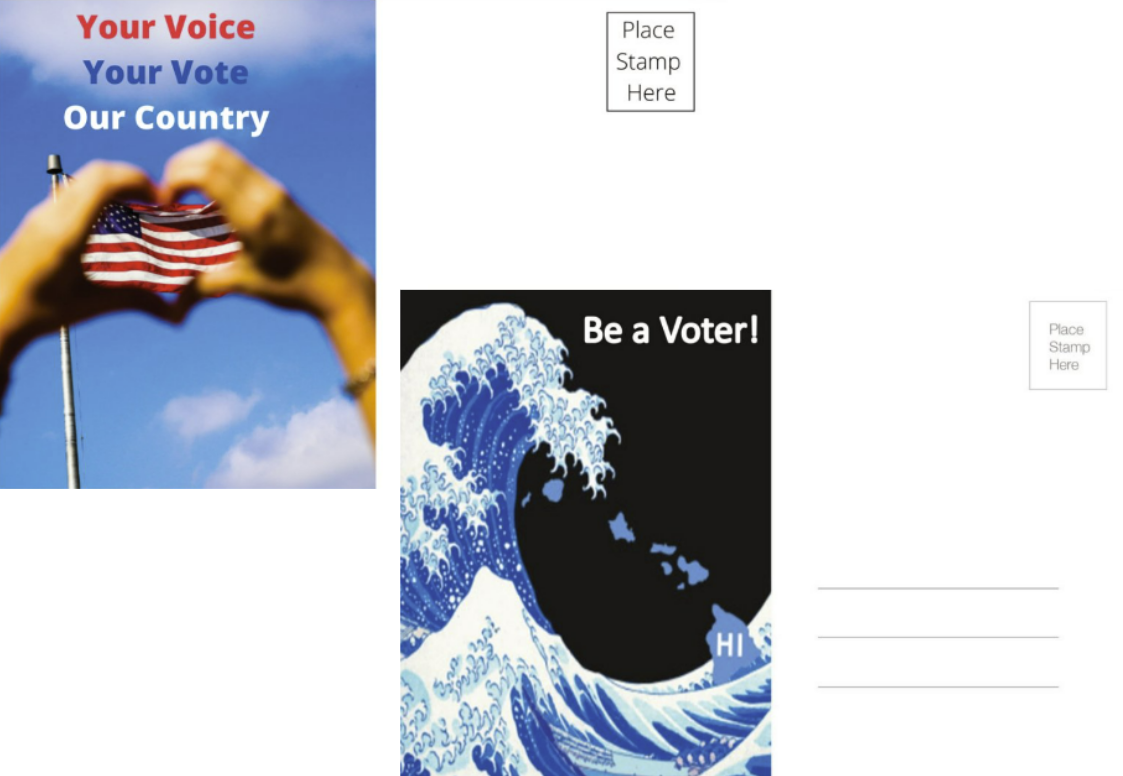 Your Voice
Your Vote
Our Country
Place
Stamp
Here
Be a Voter!
HI
Place
Stamp
Here